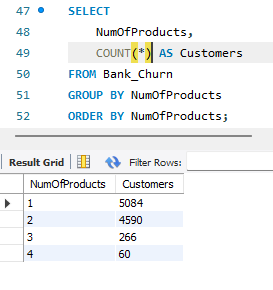 47 SELECT
48 NumOfProducts,
49 COUNT(*) AS Customers
50 FROM Bank_Churn
51 GROUP BY NumOfProducts
52 ORDER BY NumOfProducts;
Result Grid Filter Rows:
NumOfProducts Customers
1 5084
2 4590
3 266
4 60